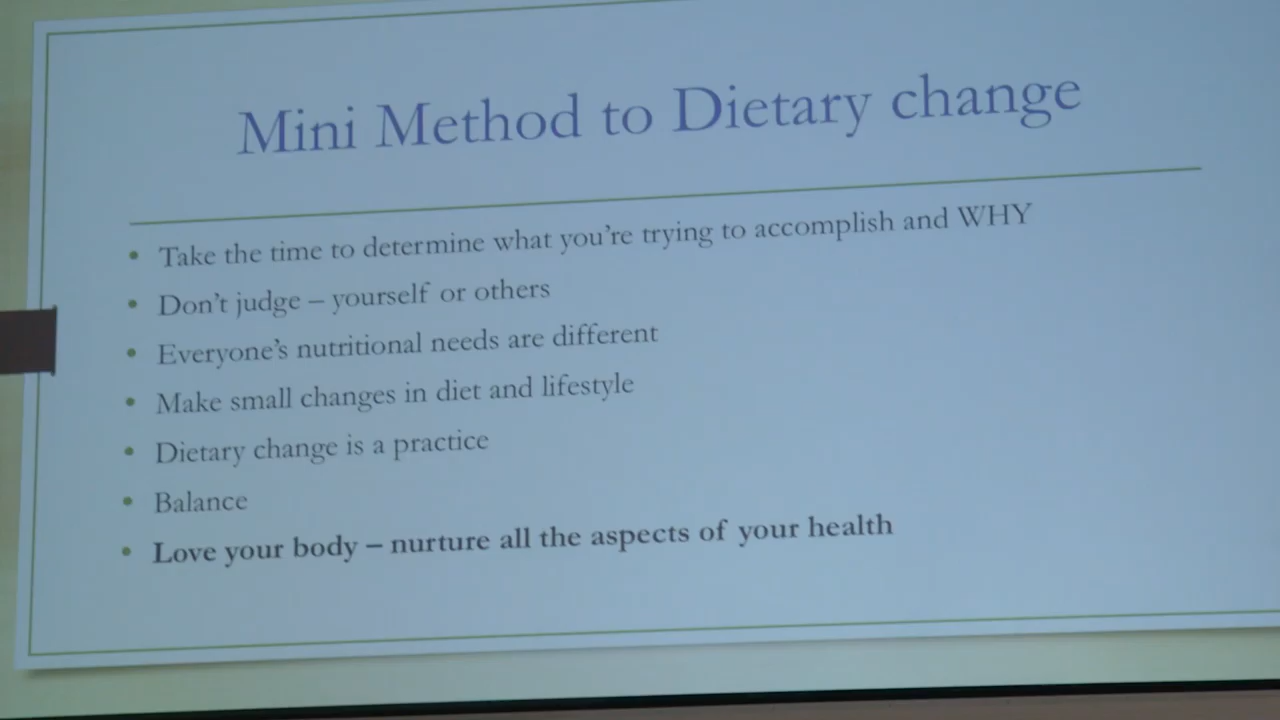 Mini Method to Dietary change
• Take the time to determine what you're trying to accomplish and WHY
• Don't judge – yourself or others
• Everyone's nutritional needs are different
• Make small changes in diet and lifestyle
• Dietary change is a practice
• Balance
• Love your body – nurture all the aspects of your health